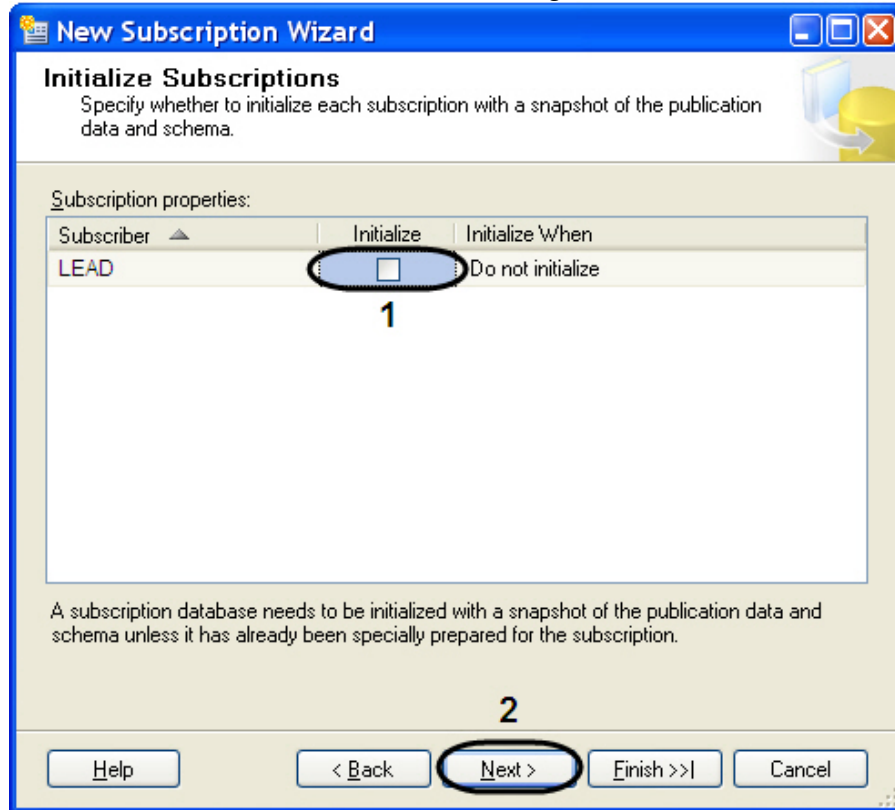 New Subscription Wizard
Initialize Subscriptions
Specify whether to initialize each subscription with a snapshot of the publication
data and schema.
Subscription properties:
Subscriber Initialize Initialize When
LEAD Do not initialize
1
A subscription database needs to be initialized with a snapshot of the publication data and
schema unless it has already been specially prepared for the subscription.
2
Help < Back Next > Finish >>| Cancel